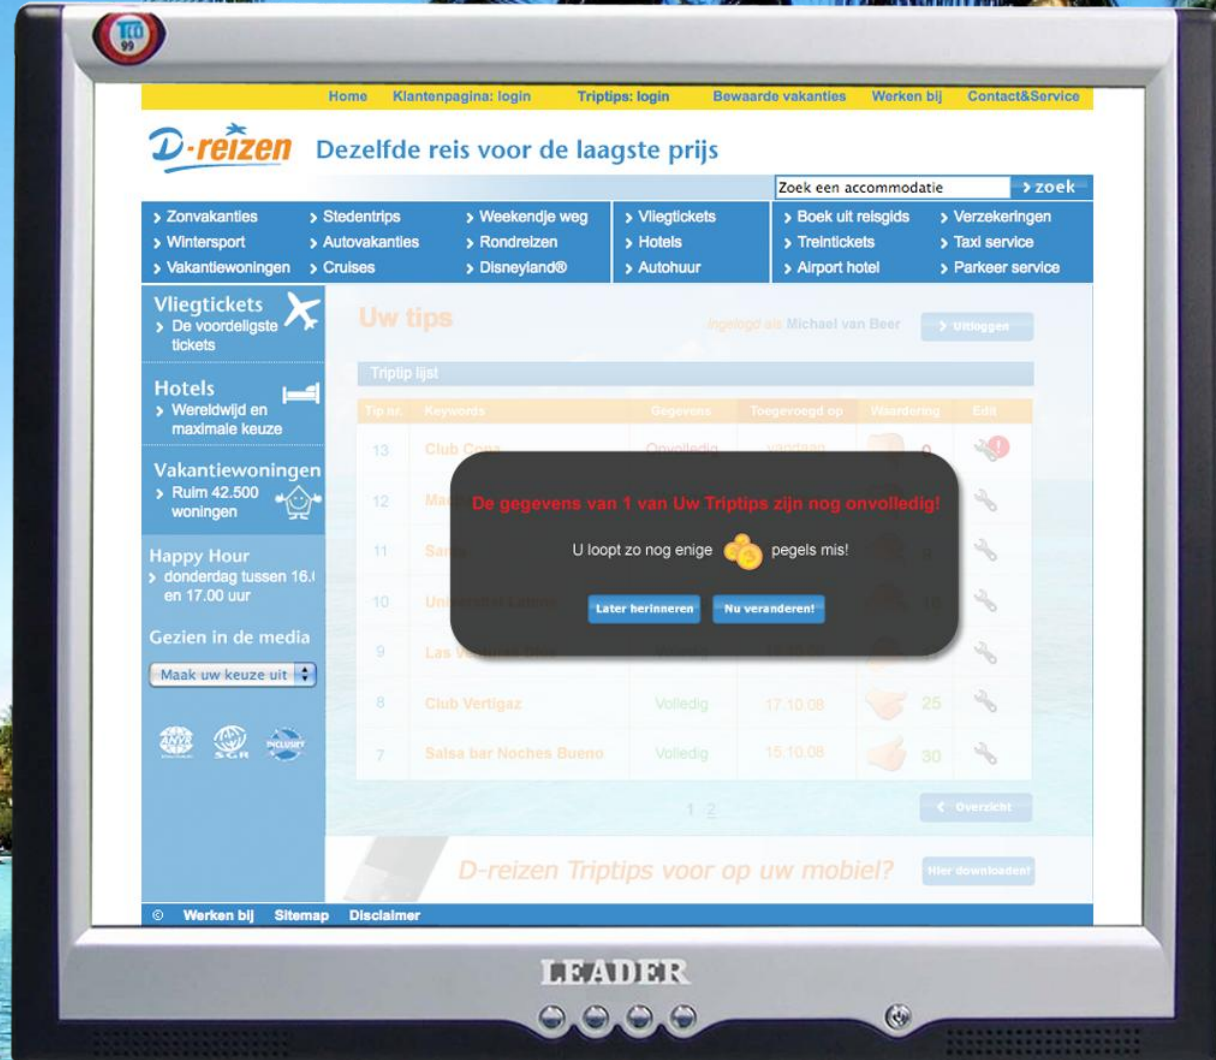 TCO
99
Home Klantenpagina: login Triptips: login Bewaarde vakanties Werken bij Contact&Service
D-reizen Dezelfde reis voor de laagste prijs
Zoek een accommodatie > zoek
> Zonvakanties > Stedentrips > Weekendje weg > Vliegtickets > Boek uit reisgids > Verzekeringen
> Wintersport > Autovakanties > Rondreizen > Hotels > Treintickets > Taxi service
> Vakantiewoningen > Cruises > Disneyland® > Autohuur > Airport hotel > Parkeer service
Vliegtickets
> De voordeligste
tickets
Hotels
> Wereldwijd en
maximale keuze
Vakantiewoningen
> Ruim 42.500
woningen
Happy Hour
> donderdag tussen 16.
en 17.00 uur
Gezien in de media
Maak uw keuze uit
ANVR SGR
Uw tips
Ingelogd als Michael van Beer > Uitloggen
Triptip lijst
Tip nr. Keywords Gegevens Toegevoegd op Waardering Edit
13 Club Copa Onvolledig vandaag 0 !
12
11
10
9 Las
8 Club Vertigaz Volledig 17.10.08 25
7 Salsa bar Noches Bueno Volledig 15.10.08 30
De gegevens van 1 van Uw Triptips zijn nog onvolledig!
U loopt zo nog enige pegels mis!
Later herinneren Nu veranderen!
1 2 < Overzicht
D-reizen Triptips voor op uw mobiel? Hier downloaden!
© Werken bij Sitemap Disclaimer
LEADER